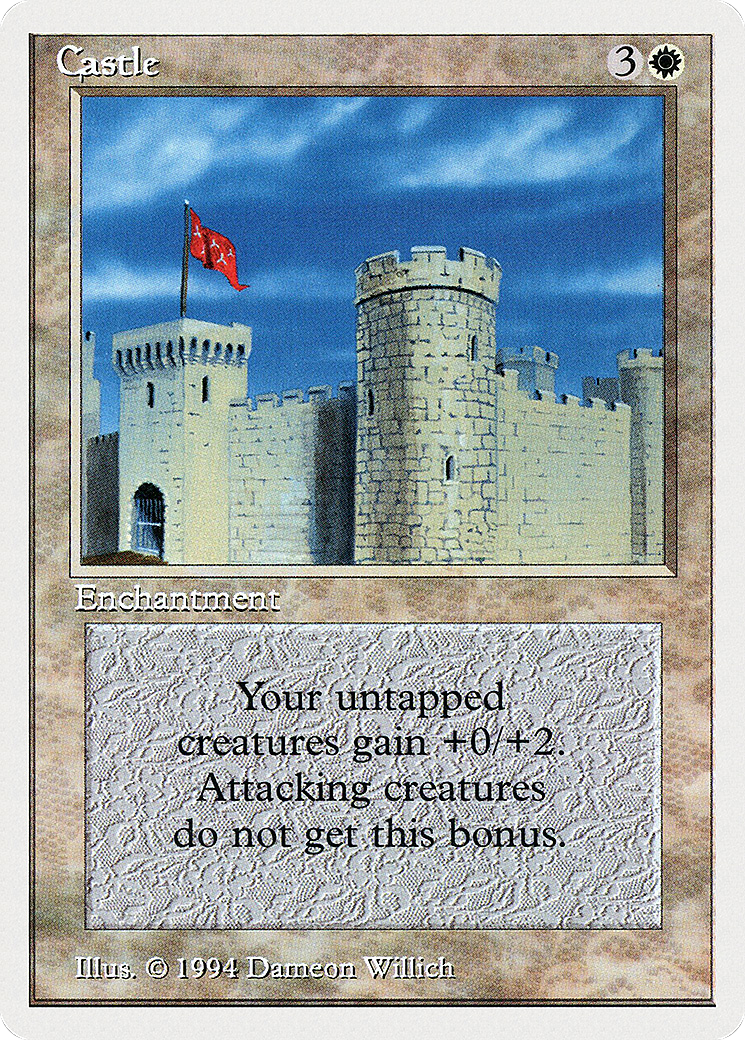 Castle 3
Enchantment
Your untapped
creatures gain +0/+2.
Attacking creatures
do not get this bonus.
Illus. © 1994 Dameon Willich